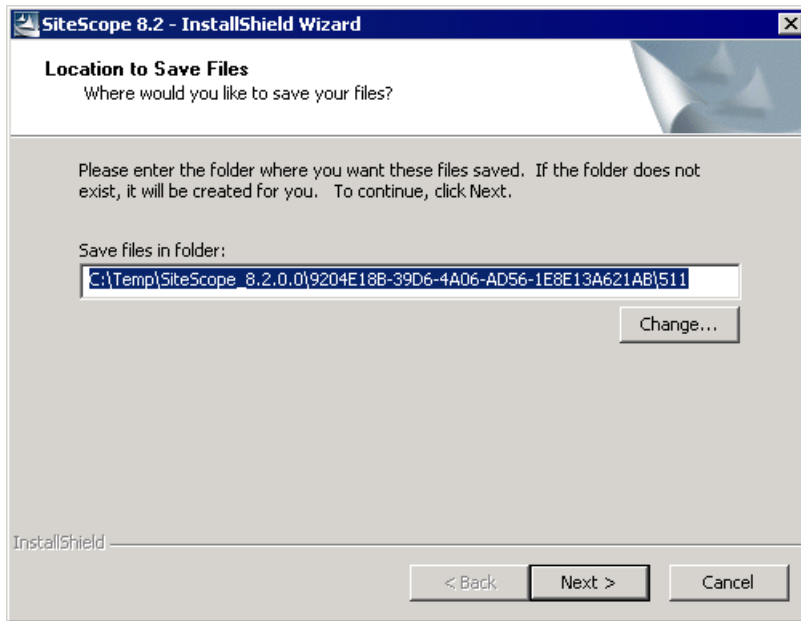 SiteScope 8.2 - InstallShield Wizard
Location to Save Files
Where would you like to save your files?
Please enter the folder where you want these files saved.  If the folder does not
exist, it will be created for you.   To continue, click Next.
Save files in folder:
C:\Temp\SiteScope_8.2.0.0\9204E18B-39D6-4A06-AD56-1E8E13A621AB\511
Change...
InstallShield
< Back
Next >
Cancel